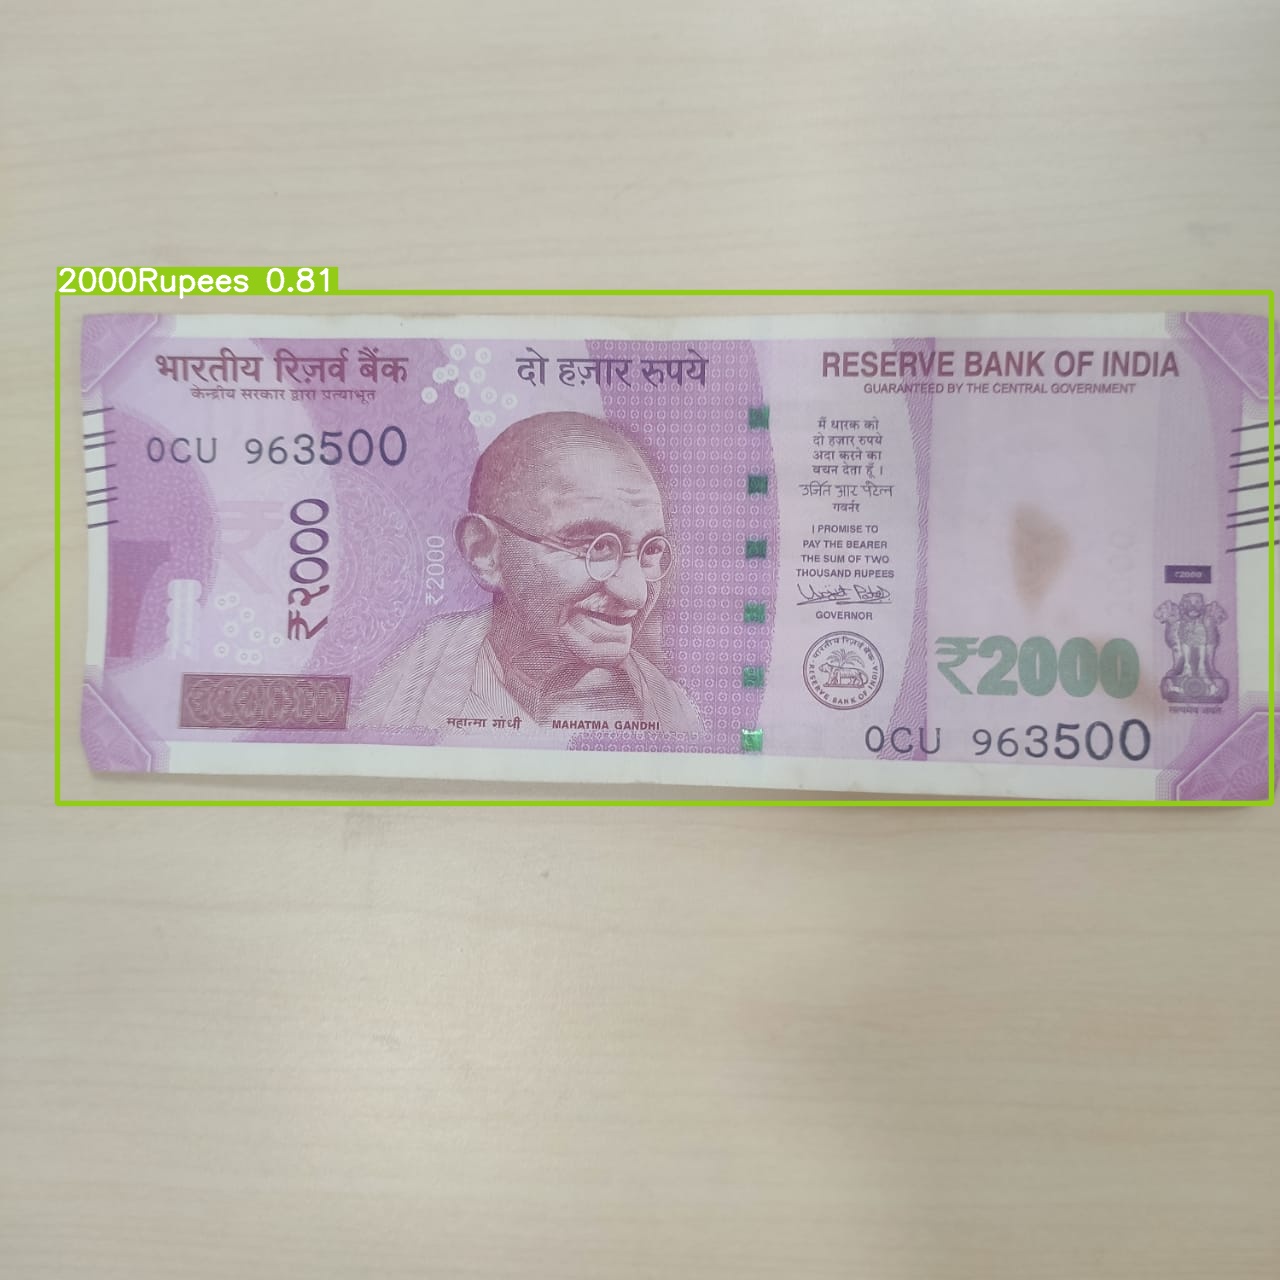 2000Rupees 0.81
भारतीय रिज़र्व बैंक
केन्द्रीय सरकार द्वारा प्रत्याभूत
दो हज़ार रुपये
RESERVE BANK OF INDIA
GUARANTEED BY THE CENTRAL GOVERNMENT
0CU 963500
₹२०००
₹2000
मैं धारक को
दो हज़ार रुपये
अदा करने का
वचन देता हूँ ।
उर्जित आर पटेल
गवर्नर
I PROMISE TO
PAY THE BEARER
THE SUM OF TWO
THOUSAND RUPEES
GOVERNOR
भारतीय रिज़र्व बैंक
RESERVE BANK OF INDIA
₹2000
₹2000
सत्यमेव जयते
महात्मा गांधी
MAHATMA GANDHI
0CU 963500